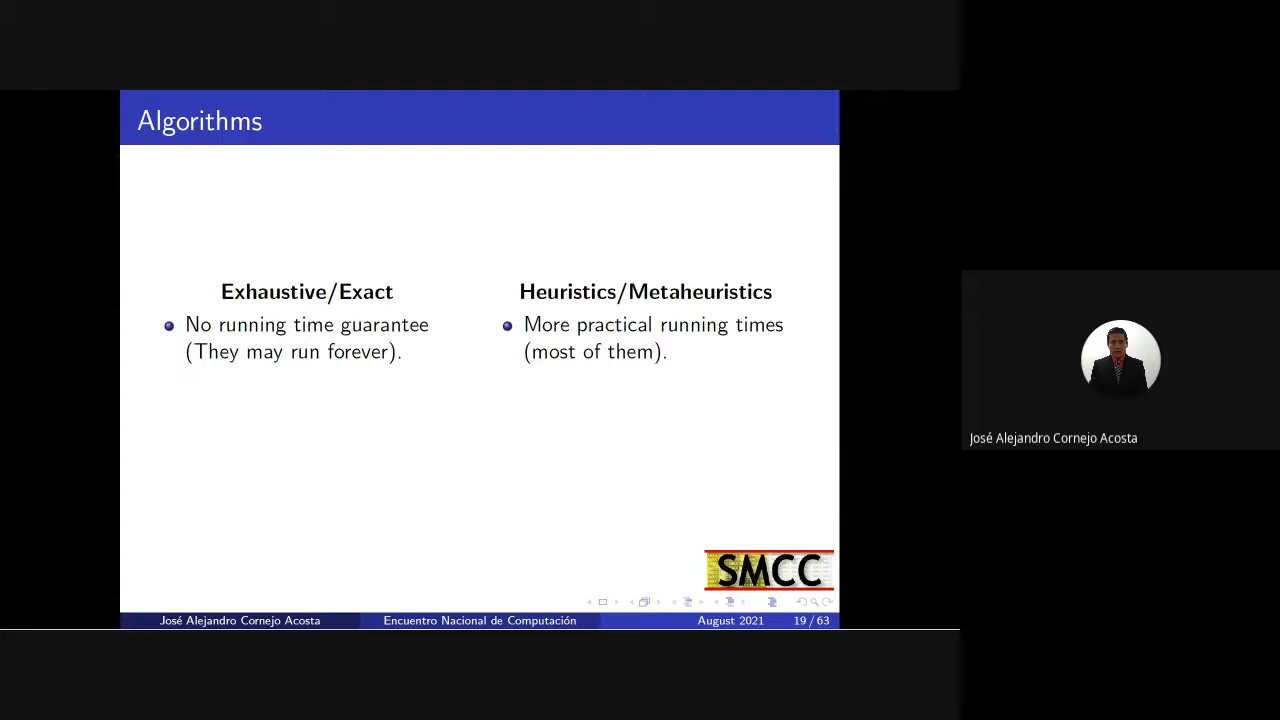 Algorithms
Exhaustive/Exact
No running time guarantee
(They may run forever).
Heuristics/Metaheuristics
More practical running times
(most of them).
José Alejandro Cornejo Acosta
SMCC
José Alejandro Cornejo Acosta
Encuentro Nacional de Computación
August 2021
19 / 63